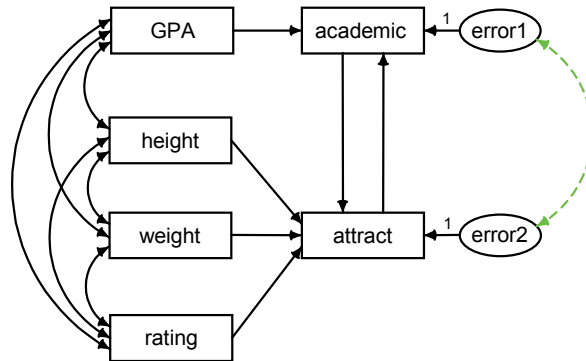 GPA
academic
1
error1
height
weight
attract
1
error2
rating